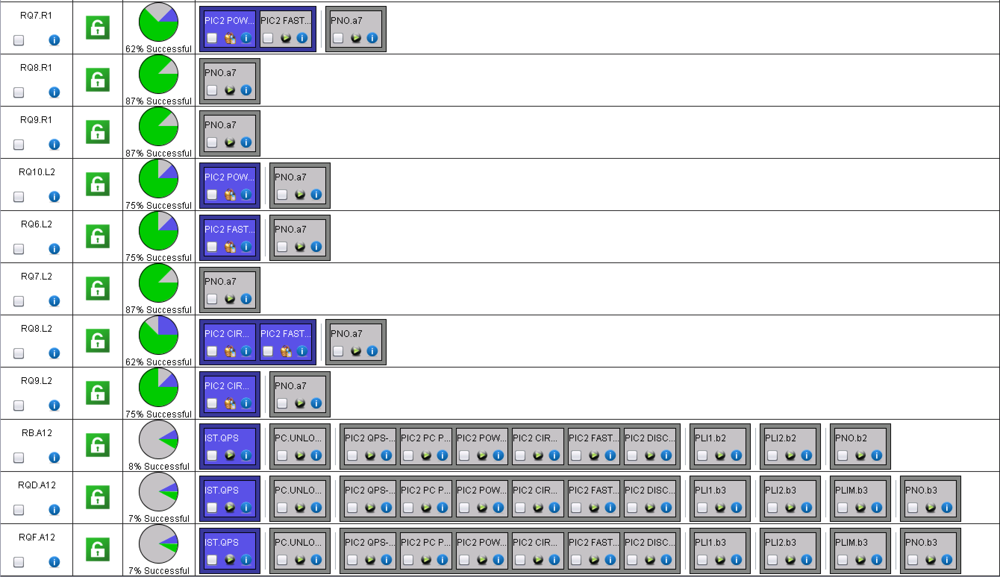 RQ7.R1
62% Successful
PIC2 POW... PIC2 FAST... PNO.a7
RQ8.R1
87% Successful
PNO.a7
RQ9.R1
87% Successful
PNO.a7
RQ10.L2
75% Successful
PIC2 POW... PNO.a7
RQ6.L2
75% Successful
PIC2 FAST... PNO.a7
RQ7.L2
87% Successful
PNO.a7
RQ8.L2
62% Successful
PIC2 CIR... PIC2 FAST... PNO.a7
RQ9.L2
75% Successful
PIC2 CIR... PNO.a7
RB.A12
8% Successful
IST.QPS PC.UNLO... PIC2 QPS-... PIC2 PC P... PIC2 POW... PIC2 CIR... PIC2 FAST... PIC2 DISC... PLI1.b2 PLI2.b2 PNO.b2
RQD.A12
7% Successful
IST.QPS PC.UNLO... PIC2 QPS-... PIC2 PC P... PIC2 POW... PIC2 CIR... PIC2 FAST... PIC2 DISC... PLI1.b3 PLI2.b3 PLIM.b3 PNO.b3
RQF.A12
7% Successful
IST.QPS PC.UNLO... PIC2 QPS-... PIC2 PC P... PIC2 POW... PIC2 CIR... PIC2 FAST... PIC2 DISC... PLI1.b3 PLI2.b3 PLIM.b3 PNO.b3